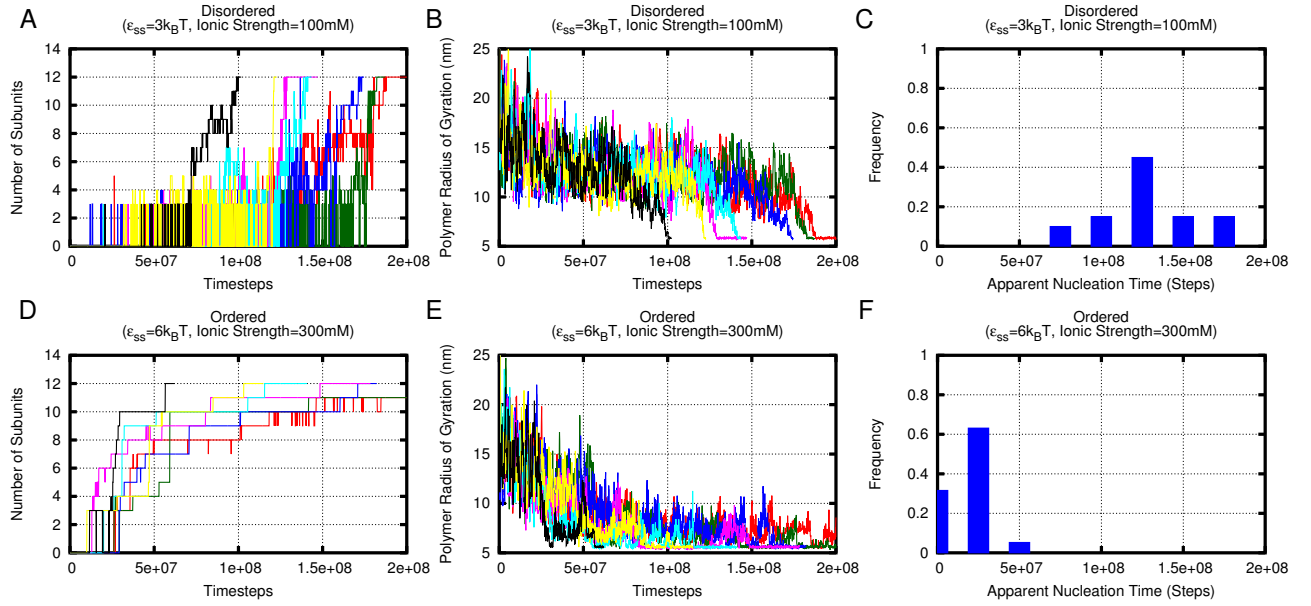 A
Disordered
(εss=3kBT, Ionic Strength=100mM)
Number of Subunits
14
12
10
8
6
4
2
0
0
5e+07
1e+08
1.5e+08
2e+08
Timesteps
B
Disordered
(εss=3kBT, Ionic Strength=100mM)
Polymer Radius of Gyration (nm)
25
20
15
10
5
0
5e+07
1e+08
1.5e+08
2e+08
Timesteps
C
Disordered
(εss=3kBT, Ionic Strength=100mM)
Frequency
1
0.8
0.6
0.4
0.2
0
0
5e+07
1e+08
1.5e+08
2e+08
Apparent Nucleation Time (Steps)
D
Ordered
(εss=6kBT, Ionic Strength=300mM)
Number of Subunits
14
12
10
8
6
4
2
0
0
5e+07
1e+08
1.5e+08
2e+08
Timesteps
E
Ordered
(εss=6kBT, Ionic Strength=300mM)
Polymer Radius of Gyration (nm)
25
20
15
10
5
0
5e+07
1e+08
1.5e+08
2e+08
Timesteps
F
Ordered
(εss=6kBT, Ionic Strength=300mM)
Frequency
1
0.8
0.6
0.4
0.2
0
0
5e+07
1e+08
1.5e+08
2e+08
Apparent Nucleation Time (Steps)